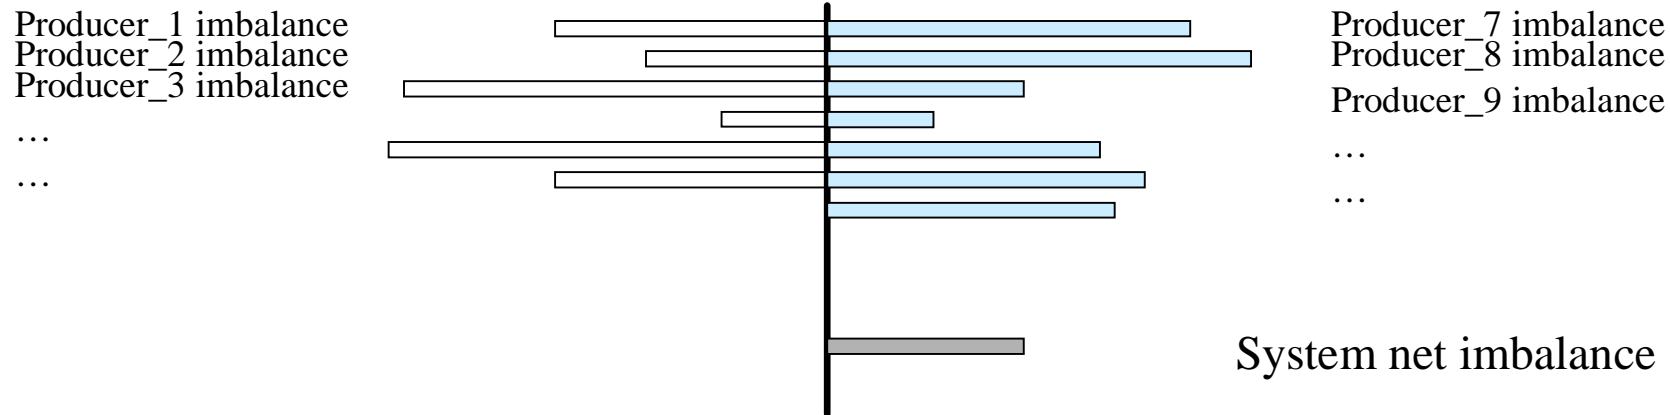 Producer_1 imbalance
Producer_2 imbalance
Producer_3 imbalance
…
…
Producer_7 imbalance
Producer_8 imbalance
Producer_9 imbalance
…
…
System net imbalance